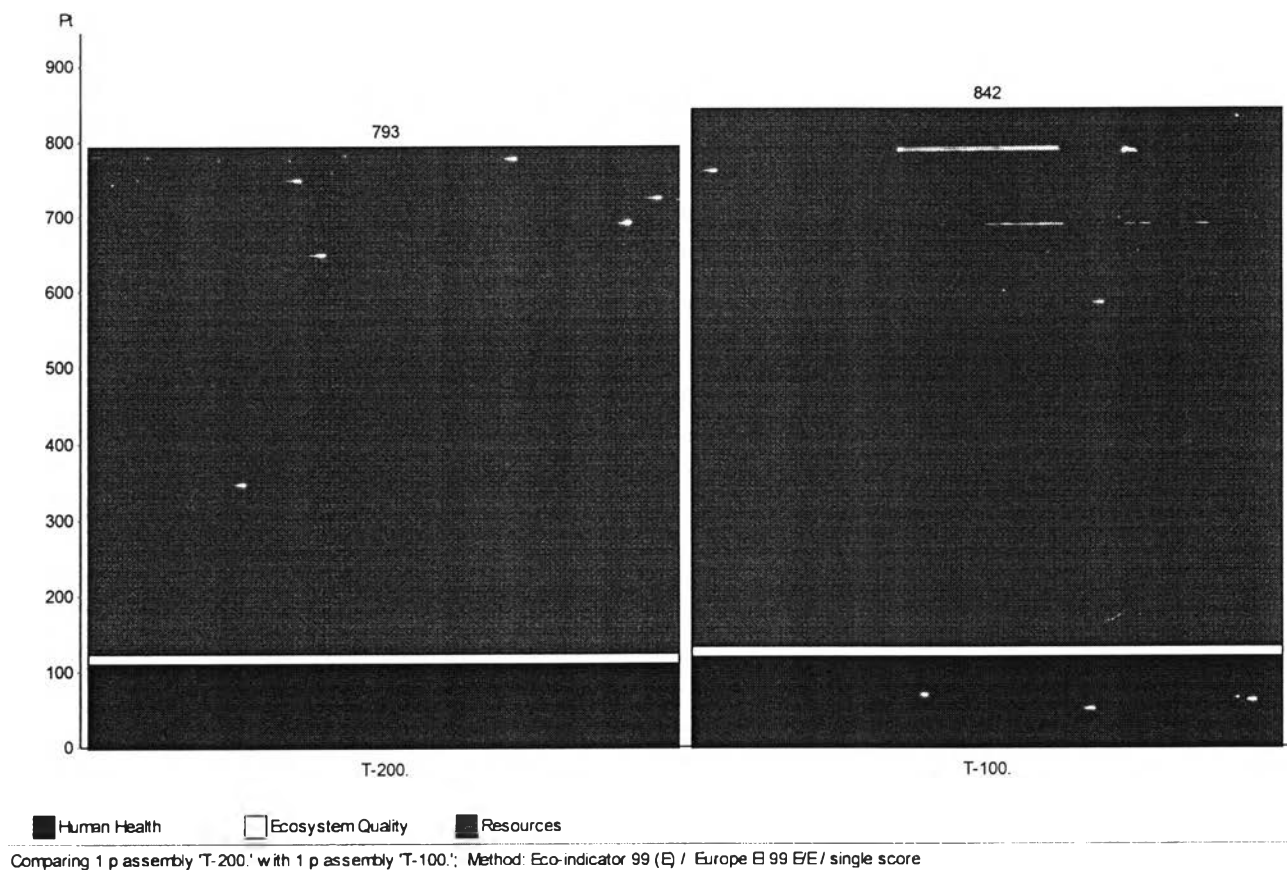 Pt
900
842
793
800
700
600
500
400
300
200
100
0
T-200.
T-100.
Human Health
Ecosystem Quality
Resources
Comparing 1 p assembly 'T-200.' with 1 p assembly 'T-100.'; Method: Eco-indicator 99 (E) / Europe EI 99 E/E / single score